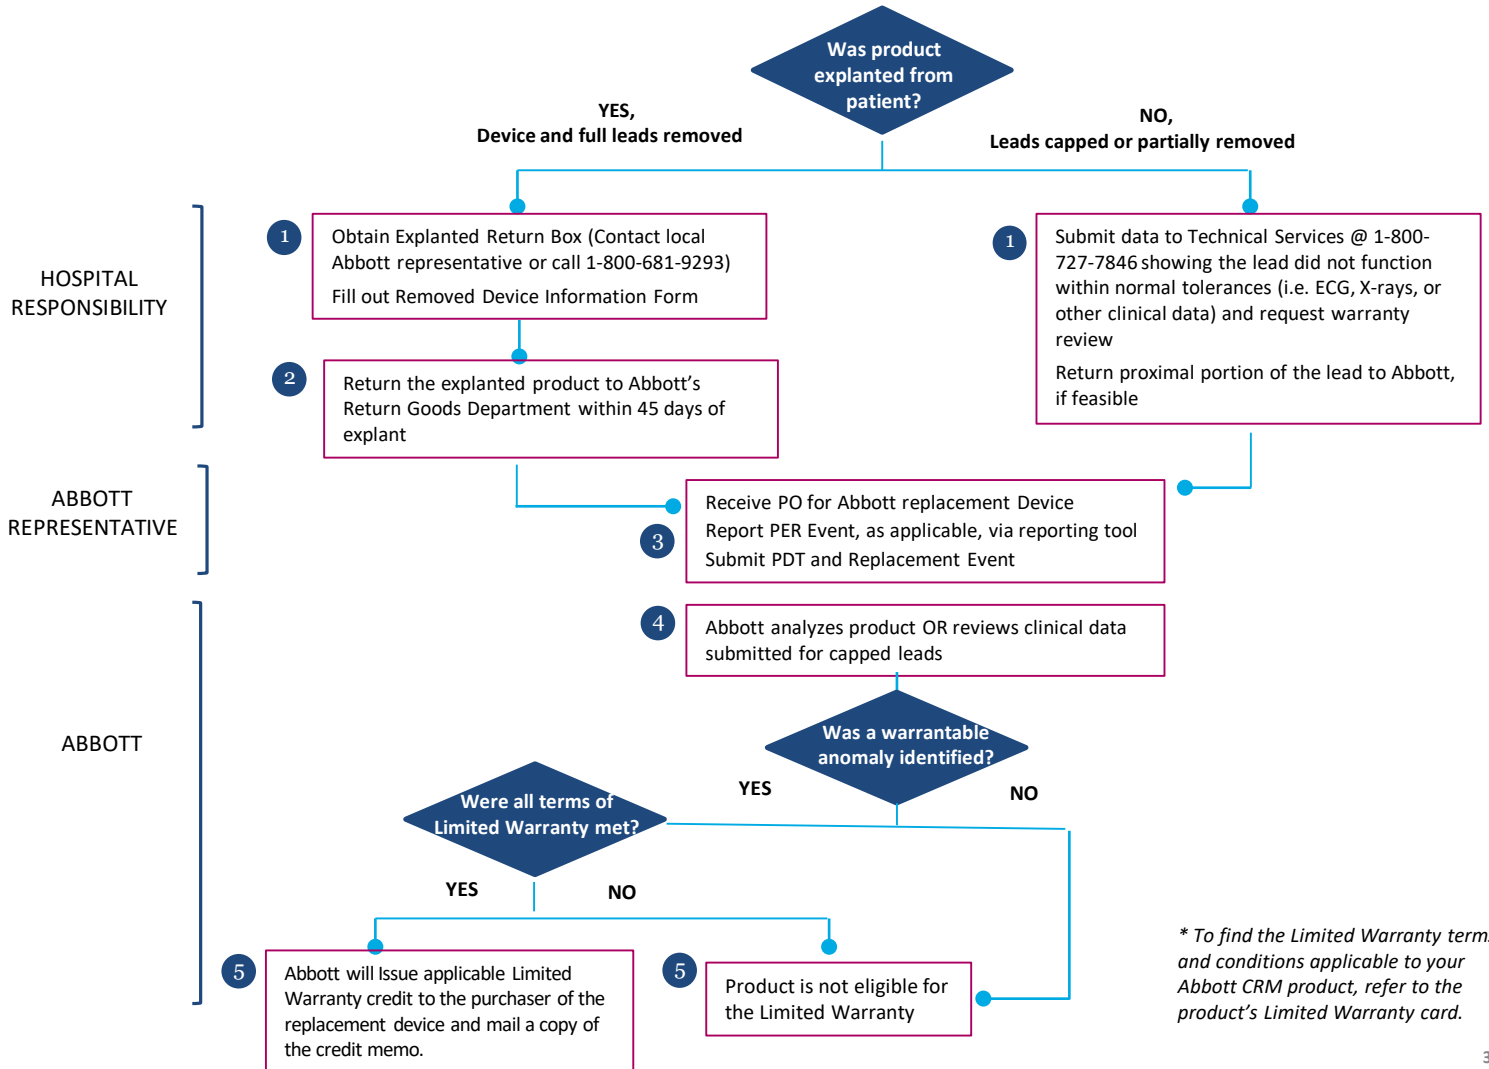 Was product
explanted from
patient?
YES,
Device and full leads removed
NO,
Leads capped or partially removed
HOSPITAL
RESPONSIBILITY
1
Obtain Explanted Return Box (Contact local
Abbott representative or call 1-800-681-9293)
Fill out Removed Device Information Form
1
Submit data to Technical Services @ 1-800-
727-7846 showing the lead did not function
within normal tolerances (i.e. ECG, X-rays, or
other clinical data) and request warranty
review
Return proximal portion of the lead to Abbott,
if feasible
2
Return the explanted product to Abbott’s
Return Goods Department within 45 days of
explant
ABBOTT
REPRESENTATIVE
3
Receive PO for Abbott replacement Device
Report PER Event, as applicable, via reporting tool
Submit PDT and Replacement Event
ABBOTT
4
Abbott analyzes product OR reviews clinical data
submitted for capped leads
Was a warrantable
anomaly identified?
YES
NO
Were all terms of
Limited Warranty met?
YES
NO
5
Abbott will Issue applicable Limited
Warranty credit to the purchaser of the
replacement device and mail a copy of
the credit memo.
5
Product is not eligible for
the Limited Warranty
* To find the Limited Warranty terms
and conditions applicable to your
Abbott CRM product, refer to the
product’s Limited Warranty card.
3